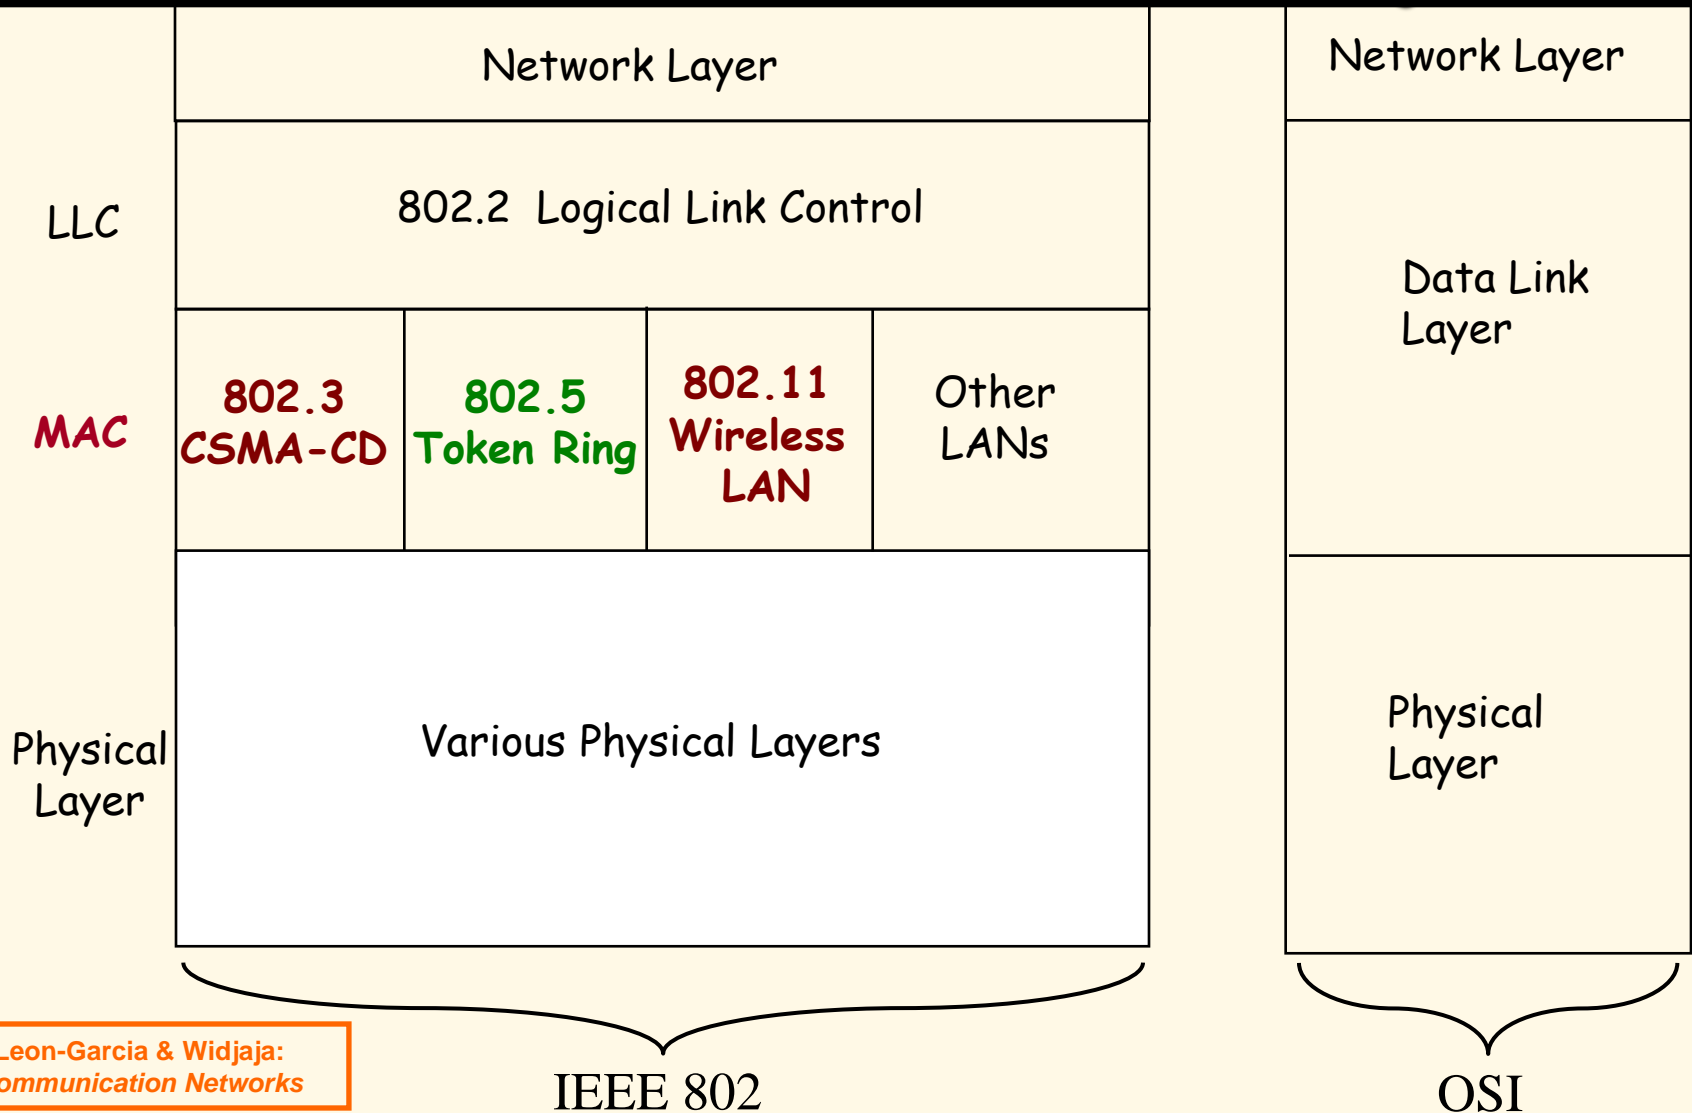 Network Layer
Network Layer
LLC
802.2 Logical Link Control
Data Link
Layer
MAC
802.3
CSMA-CD
802.5
Token Ring
802.11
Wireless
LAN
Other
LANs
Physical
Layer
Various Physical Layers
Physical
Layer
Leon-Garcia & Widjaja:
ommunication Networks
IEEE 802
OSI